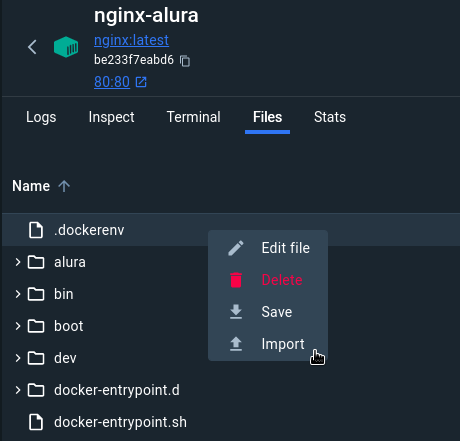 nginx-alura
nginx:latest
be233f7eabd6
80:80
Logs Inspect Terminal Files Stats
Name
.dockerenv
Edit file
alura
Delete
bin
Save
boot
Import
dev
docker-entrypoint.d
docker-entrypoint.sh